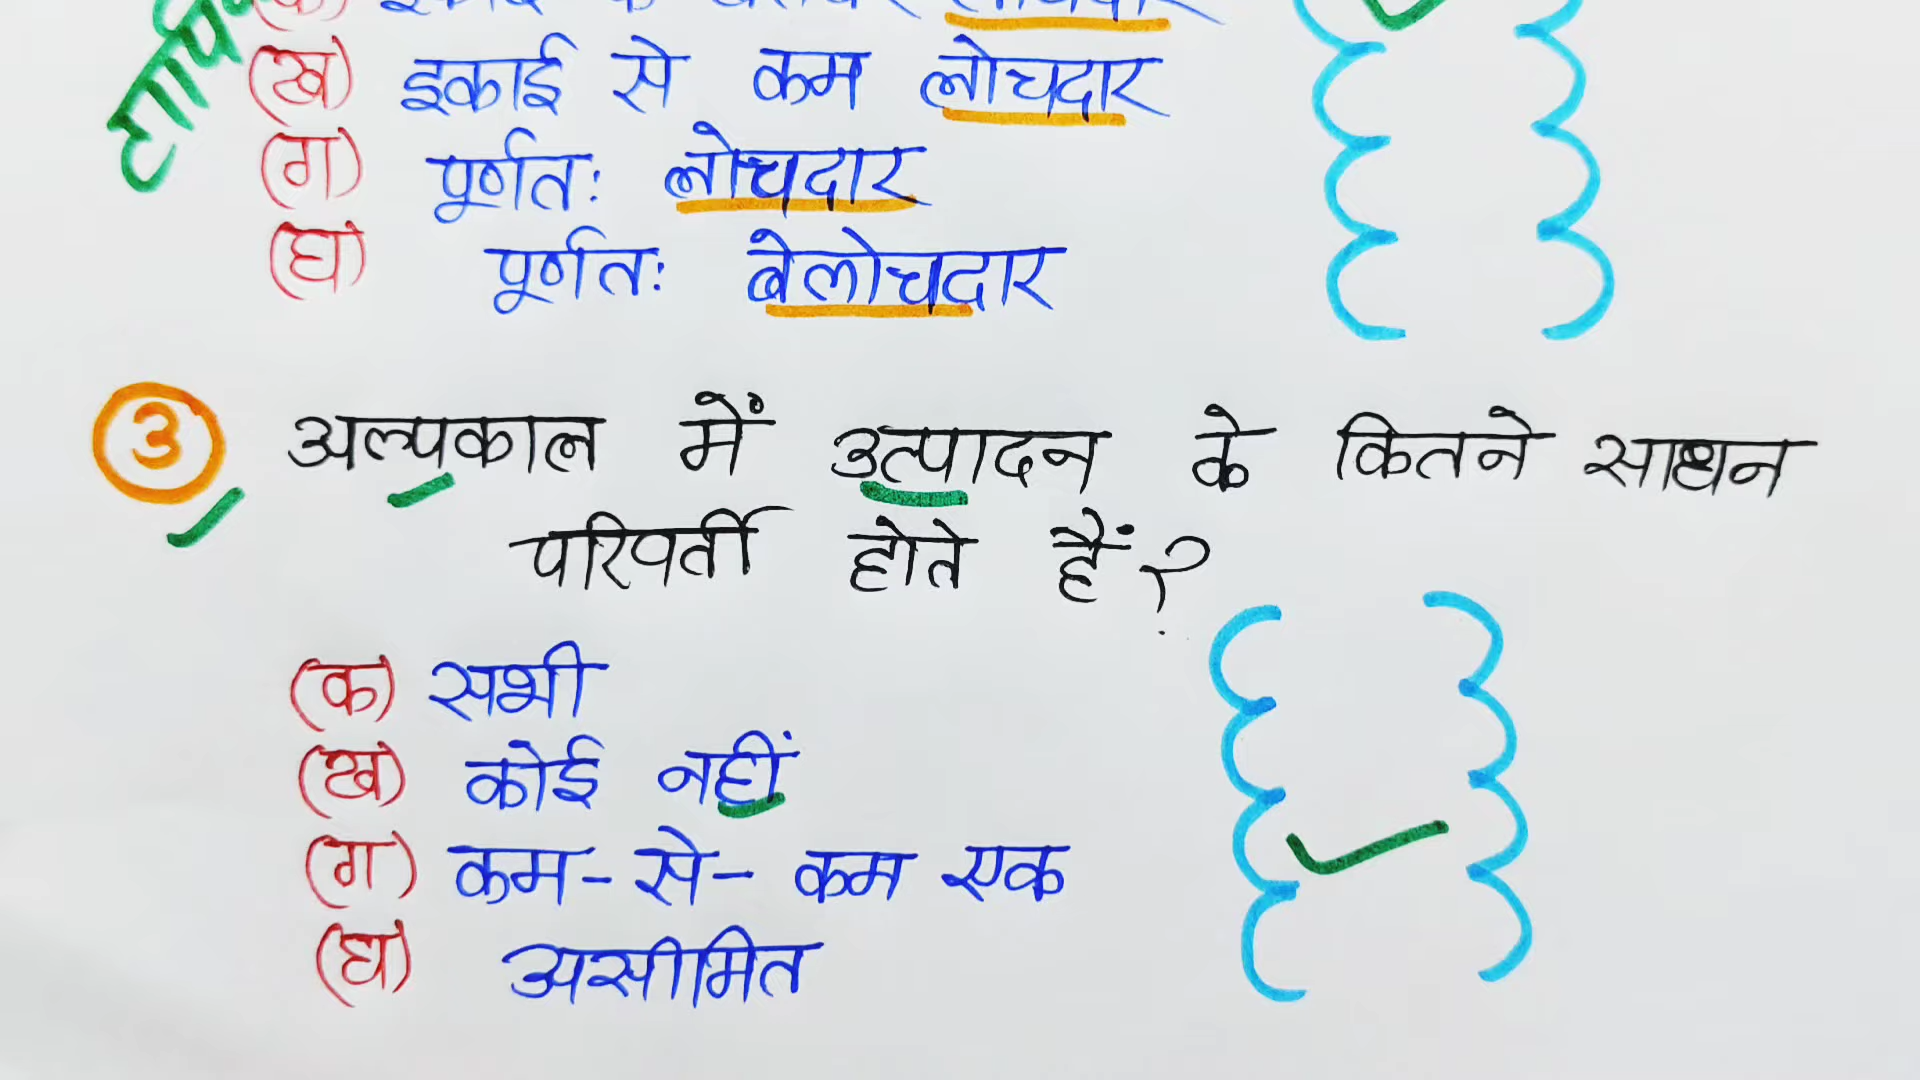 (ख) इकाई से कम लोचदार
(ग) पूर्णतः लोचदार
(घ) पूर्णतः बेलोचदार
3 अल्पकाल में उत्पादन के कितने साधन
परिवर्ती होते हैं?
(क) सभी
(ख) कोई नहीं
(ग) कम-से-कम एक
(घ) असीमित